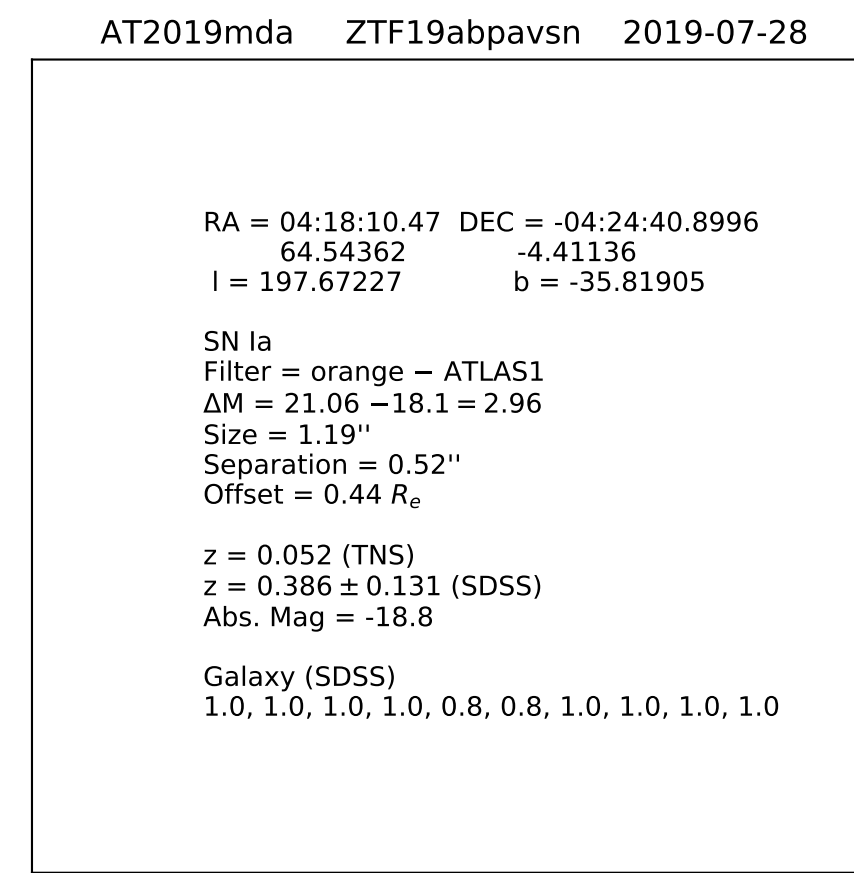 AT2019mda ZTF19abpavsn 2019-07-28
RA = 04:18:10.47 DEC = -04:24:40.8996
64.54362 -4.41136
l = 197.67227 b = -35.81905
SN Ia
Filter = orange − ATLAS1
ΔM = 21.06 −18.1 = 2.96
Size = 1.19''
Separation = 0.52''
Offset = 0.44 Re
z = 0.052 (TNS)
z = 0.386 ± 0.131 (SDSS)
Abs. Mag = -18.8
Galaxy (SDSS)
1.0, 1.0, 1.0, 1.0, 0.8, 0.8, 1.0, 1.0, 1.0, 1.0